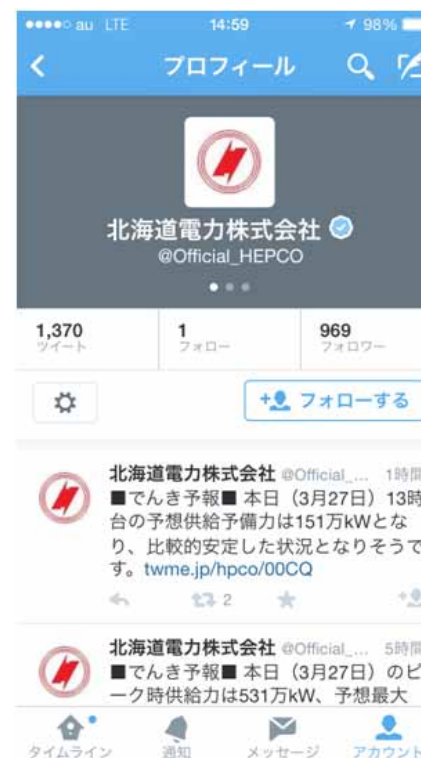 au LTE 14:59 98%
プロフィール
北海道電力株式会社
@Official_HEPCO
1,370 1 969
ツイート フォロー フォロワー
フォローする
北海道電力株式会社 @Official_... 1時間
■でんき予報■ 本日（3月27日）13時
台の予想供給予備力は151万kWとな
り、比較的安定した状況となりそうで
す。twme.jp/hpco/00CQ
2
北海道電力株式会社 @Official_... 5時間
■でんき予報■ 本日（3月27日）のピ
ーク時供給力は531万kW、予想最大
タイムライン 通知 メッセージ アカウント